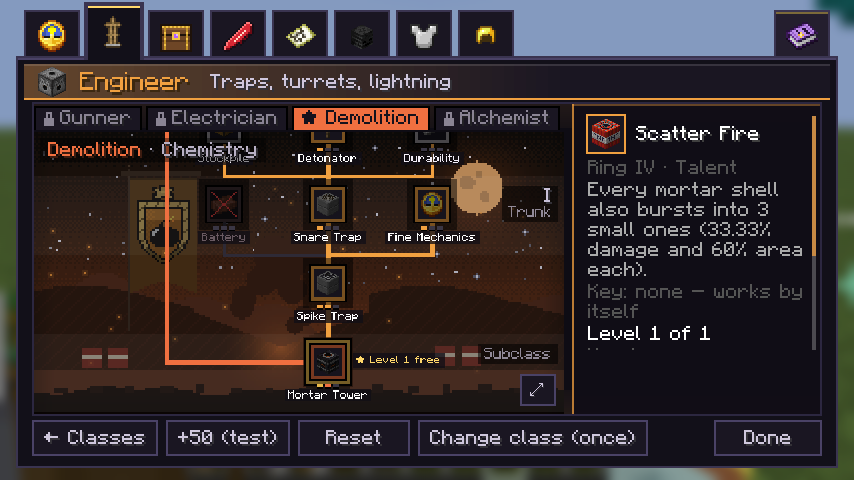 Engineer Traps, turrets, lightning
Gunner
Electrician
Demolition
Alchemist
Demolition · Chemistry
Stockpile
Detonator
Durability
Battery
Snare Trap
Fine Mechanics
I
Trunk
Spike Trap
Level 1 free
Subclass
Mortar Tower
Scatter Fire
Ring IV · Talent
Every mortar shell
also bursts into 3
small ones (33.33%
damage and 60% area
each).
Key: none — works by
itself
Level 1 of 1
← Classes
+50 (test)
Reset
Change class (once)
Done